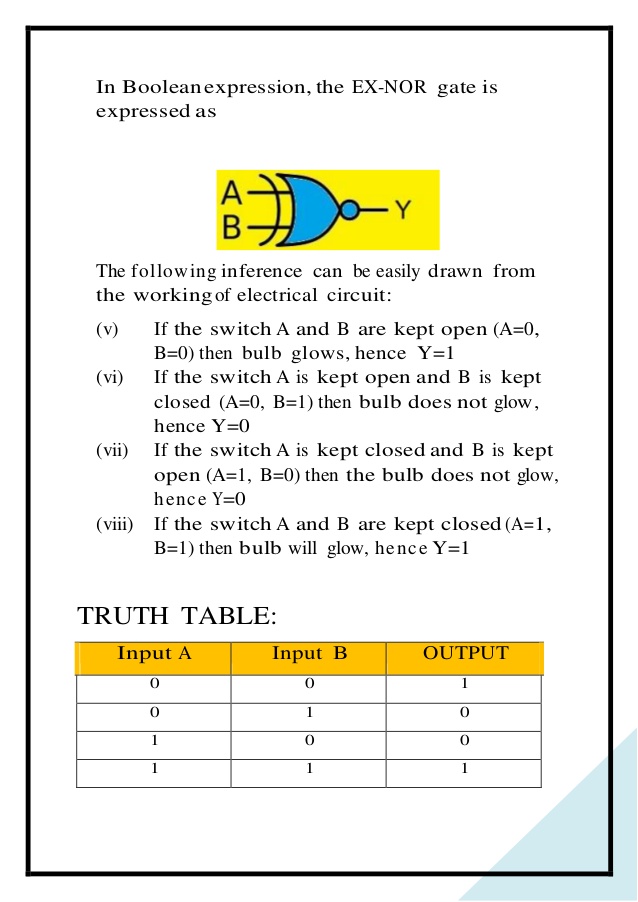 In Boolean expression, the EX-NOR gate is
expressed as
A
B
Y
The following inference can be easily drawn from
the working of electrical circuit:
(v) If the switch A and B are kept open (A=0,
B=0) then bulb glows, hence Y=1
(vi) If the switch A is kept open and B is kept
closed (A=0, B=1) then bulb does not glow,
hence Y=0
(vii) If the switch A is kept closed and B is kept
open (A=1, B=0) then the bulb does not glow,
hence Y=0
(viii) If the switch A and B are kept closed (A=1,
B=1) then bulb will glow, hence Y=1
TRUTH TABLE:
Input A Input B OUTPUT
0 0 1
0 1 0
1 0 0
1 1 1